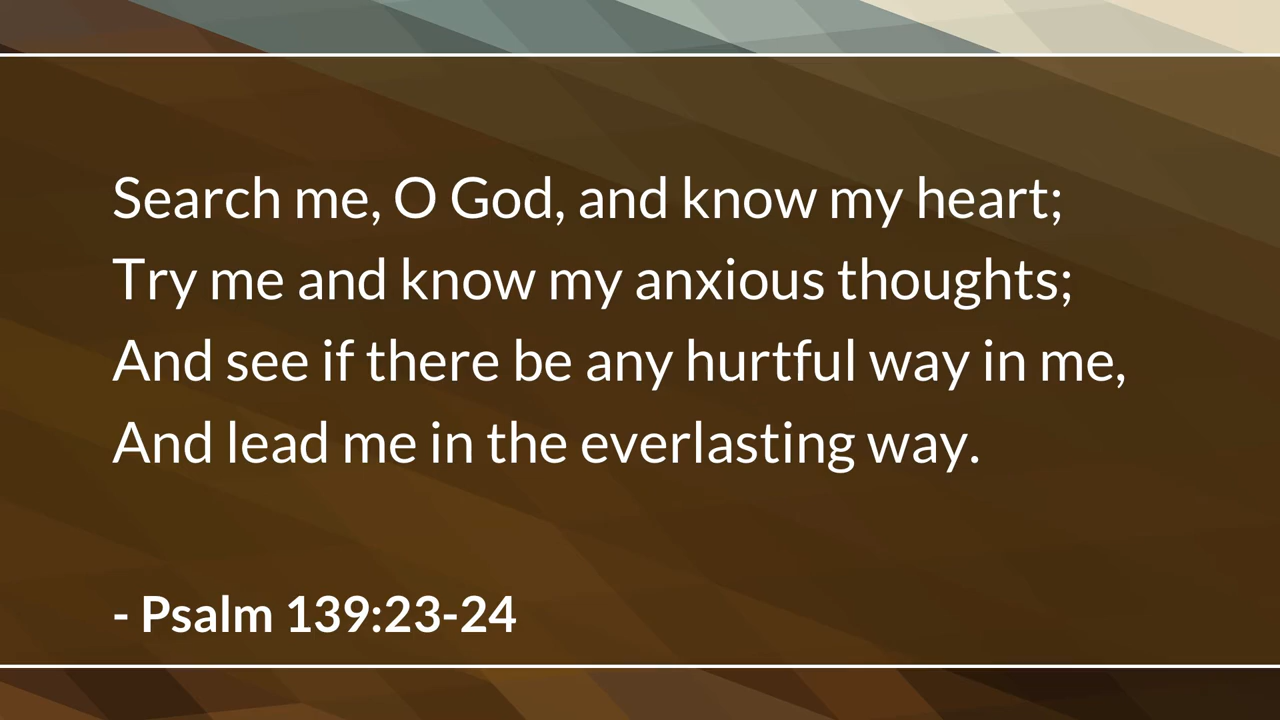 Search me, O God, and know my heart;
Try me and know my anxious thoughts;
And see if there be any hurtful way in me,
And lead me in the everlasting way.
- Psalm 139:23-24